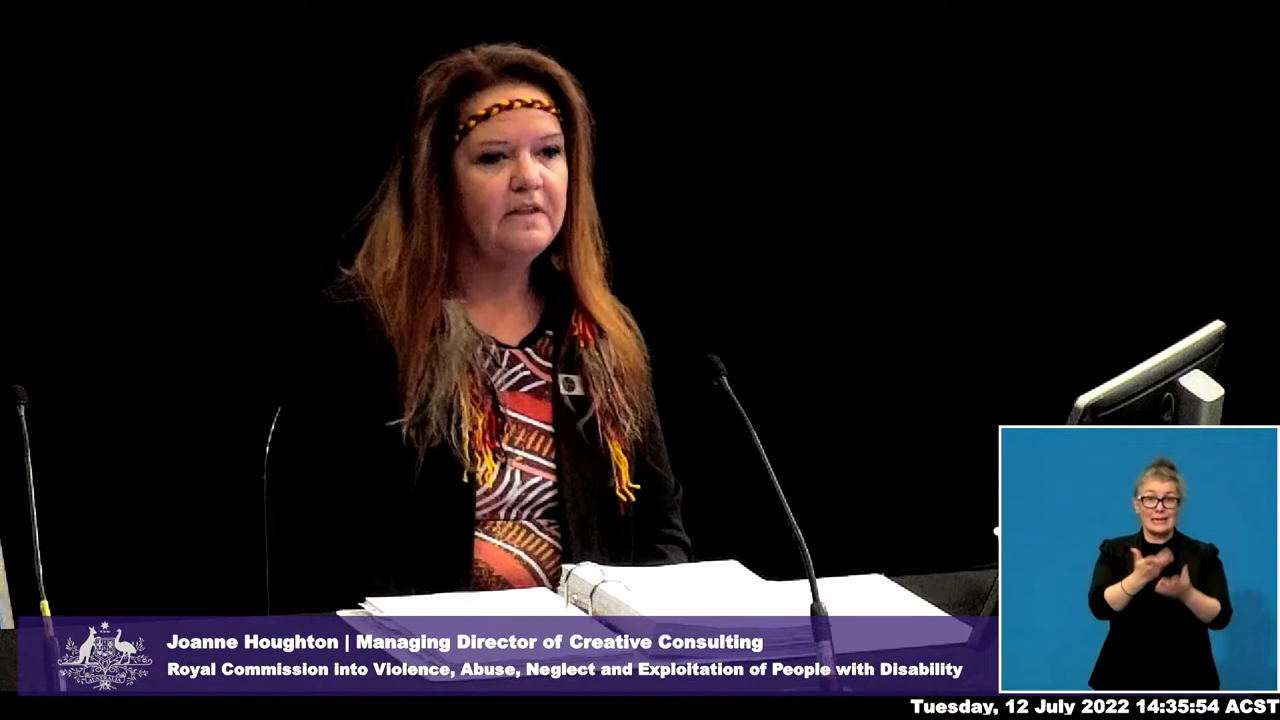 Joanne Houghton | Managing Director of Creative Consulting
Royal Commission into Violence, Abuse, Neglect and Exploitation of People with Disability
AUSTRALIA
Tuesday, 12 July 2022 14:35:54 ACST